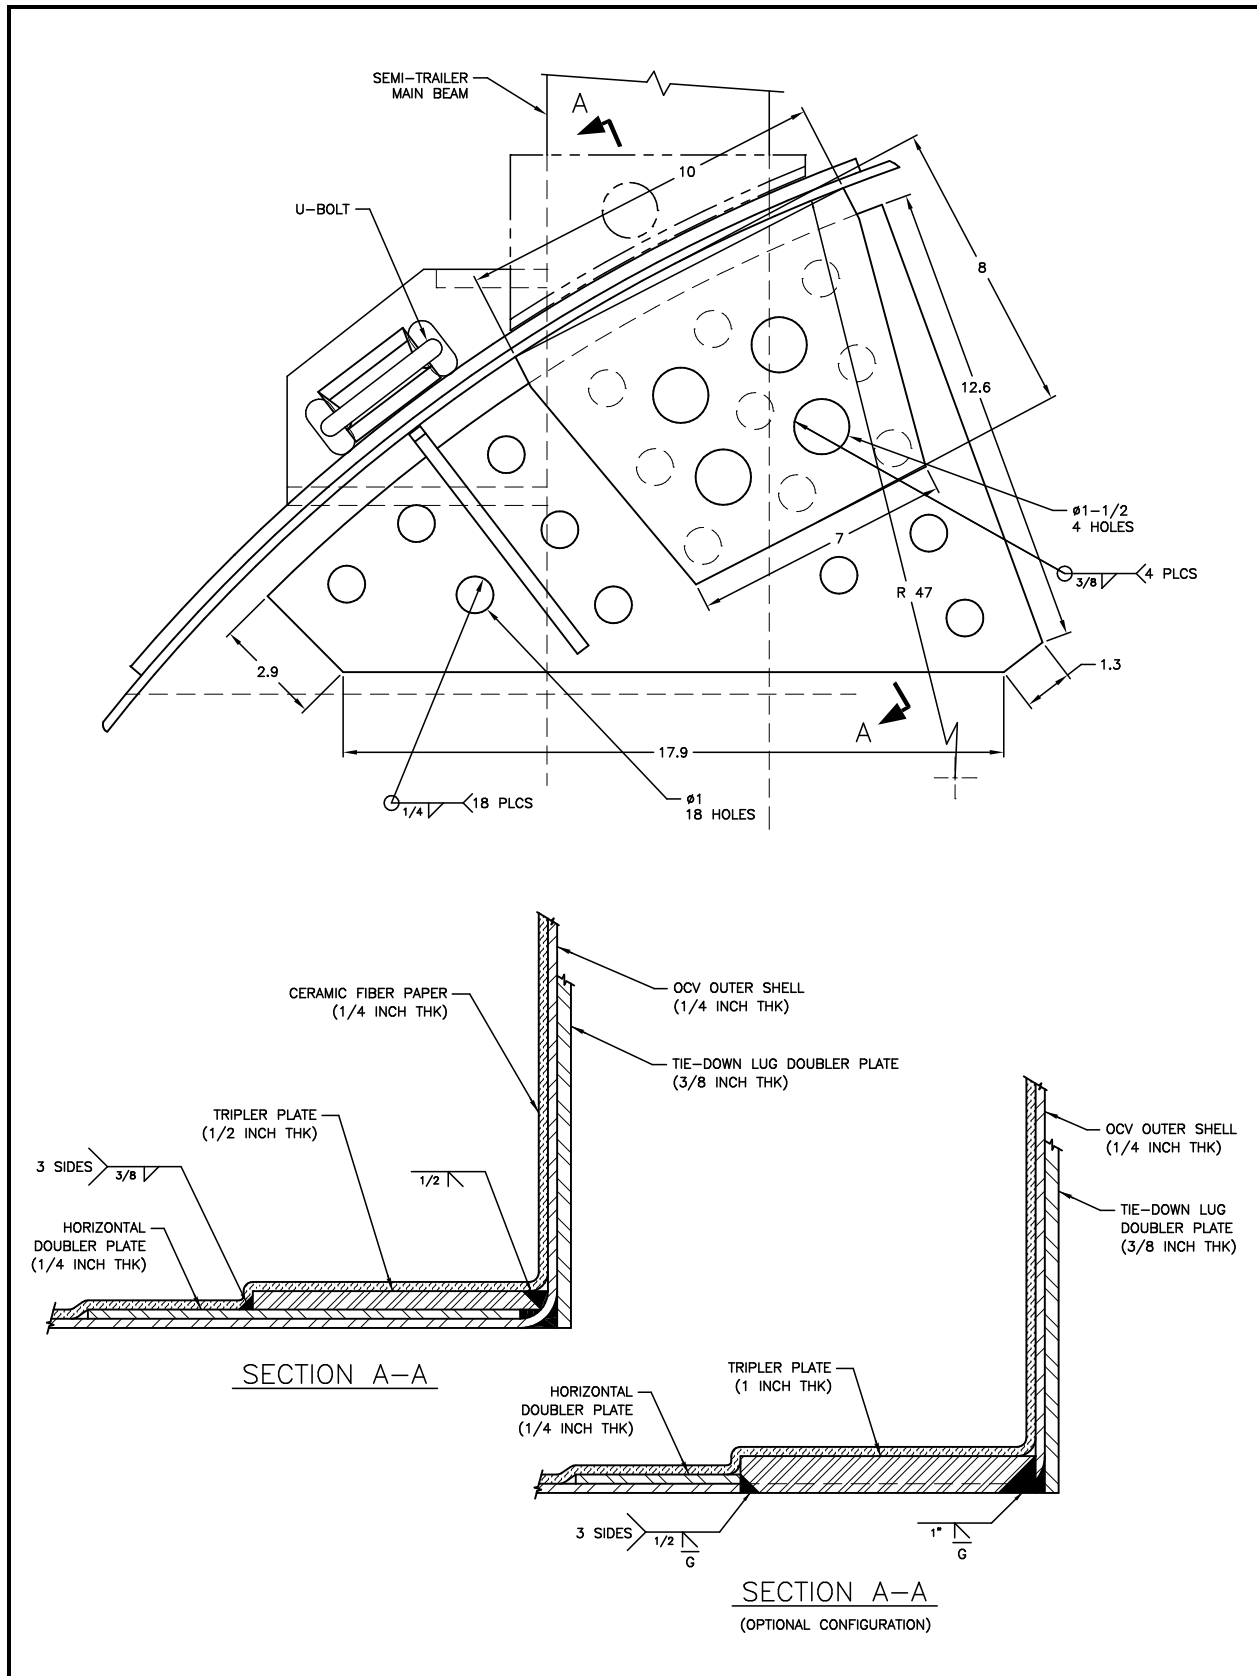 SEMI-TRAILER
MAIN BEAM
A
10
U-BOLT
8
12.6
ø1-1/2
4 HOLES
7
3/8
4 PLCS
R 47
2.9
1.3
A
17.9
1/4
18 PLCS
ø1
18 HOLES
CERAMIC FIBER PAPER
(1/4 INCH THK)
OCV OUTER SHELL
(1/4 INCH THK)
TIE-DOWN LUG DOUBLER PLATE
(3/8 INCH THK)
TRIPLER PLATE
(1/2 INCH THK)
3 SIDES
3/8
1/2
HORIZONTAL
DOUBLER PLATE
(1/4 INCH THK)
SECTION A-A
OCV OUTER SHELL
(1/4 INCH THK)
TIE-DOWN LUG
DOUBLER PLATE
(3/8 INCH THK)
TRIPLER PLATE
(1 INCH THK)
HORIZONTAL
DOUBLER PLATE
(1/4 INCH THK)
3 SIDES
1/2
G
1"
G
SECTION A-A
(OPTIONAL CONFIGURATION)